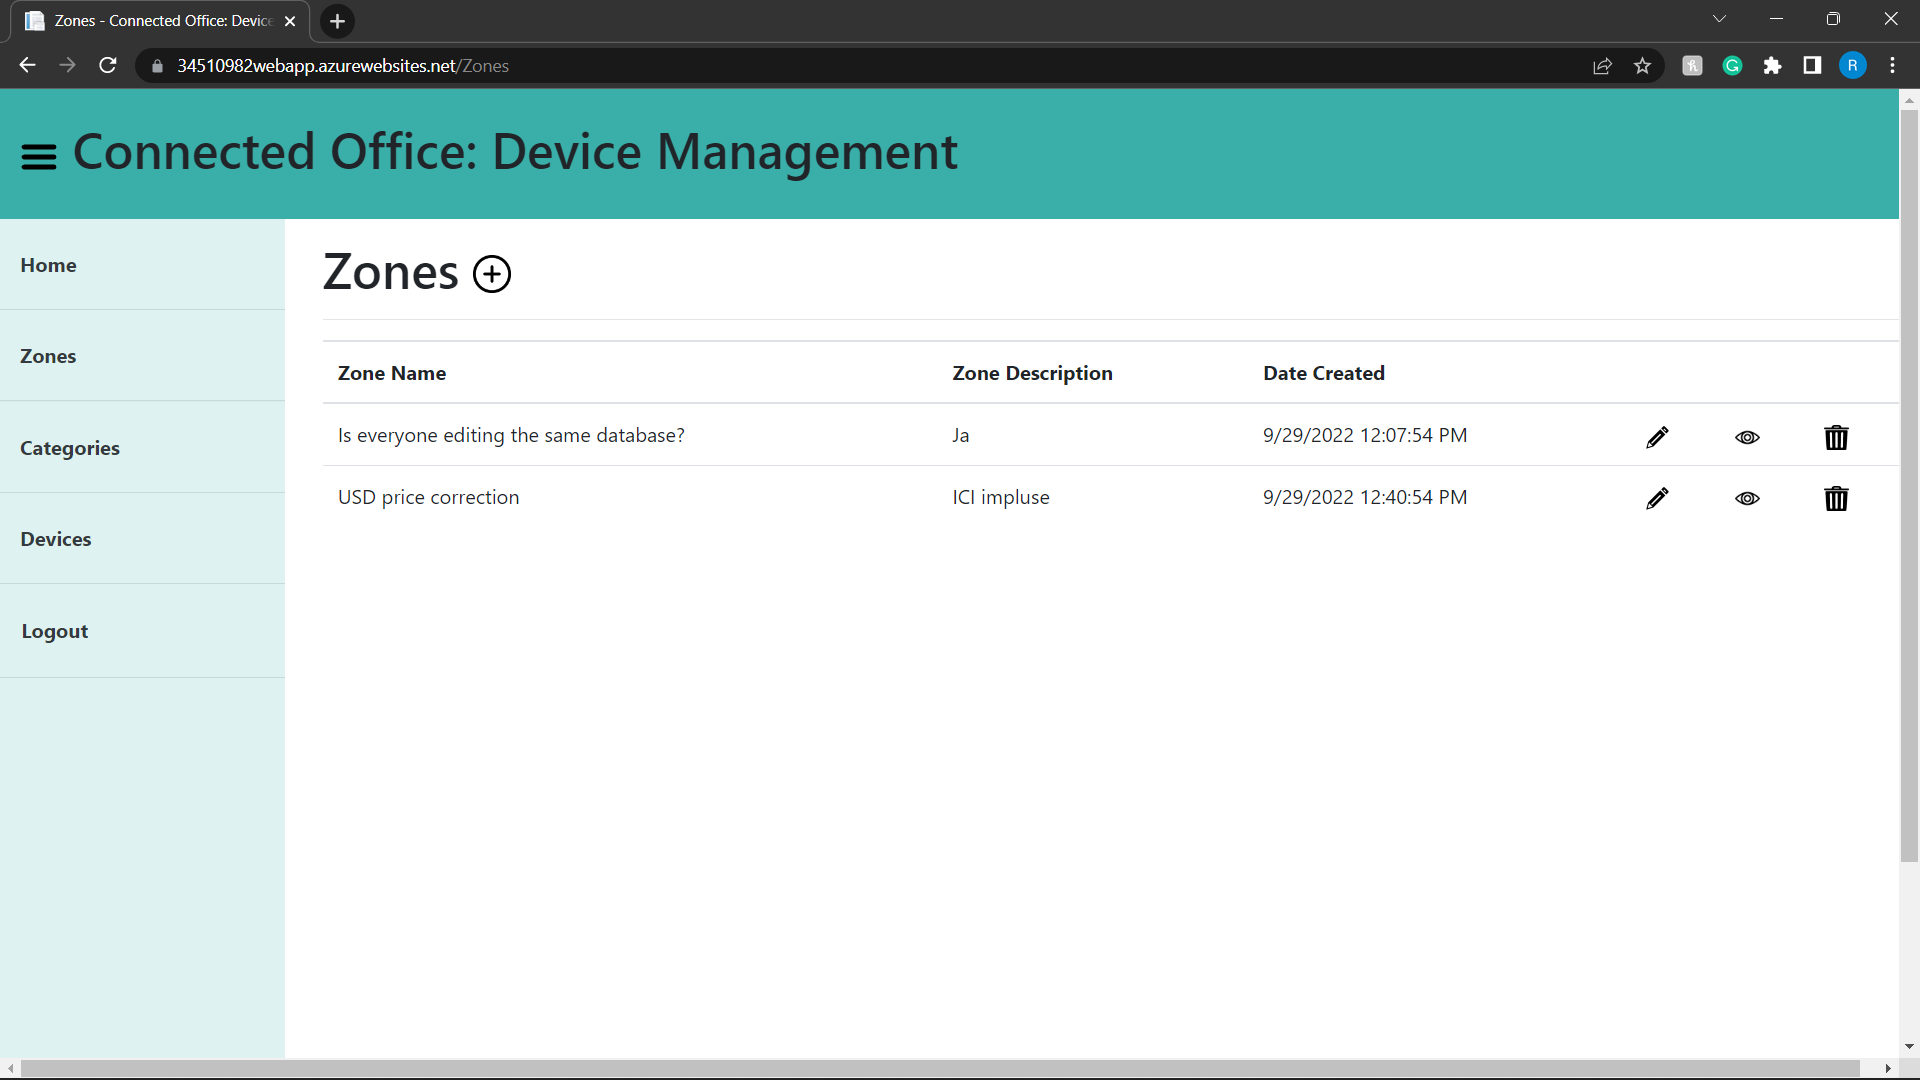 Zones - Connected Office: Device
34510982webapp.azurewebsites.net/Zones
R
Connected Office: Device Management
Home
Zones
Categories
Devices
Logout
Zones
Zone Name Zone Description Date Created
Is everyone editing the same database? Ja 9/29/2022 12:07:54 PM
USD price correction ICI impluse 9/29/2022 12:40:54 PM